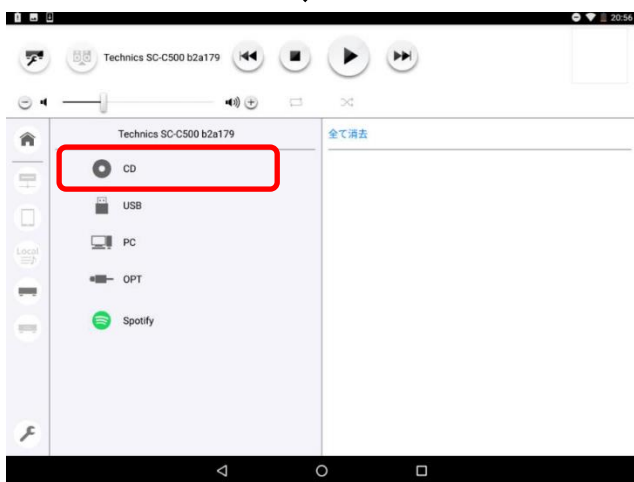 20:56
Technics SC-C500 b2a179
Technics SC-C500 b2a179
全て消去
CD
USB
PC
OPT
Spotify
Local